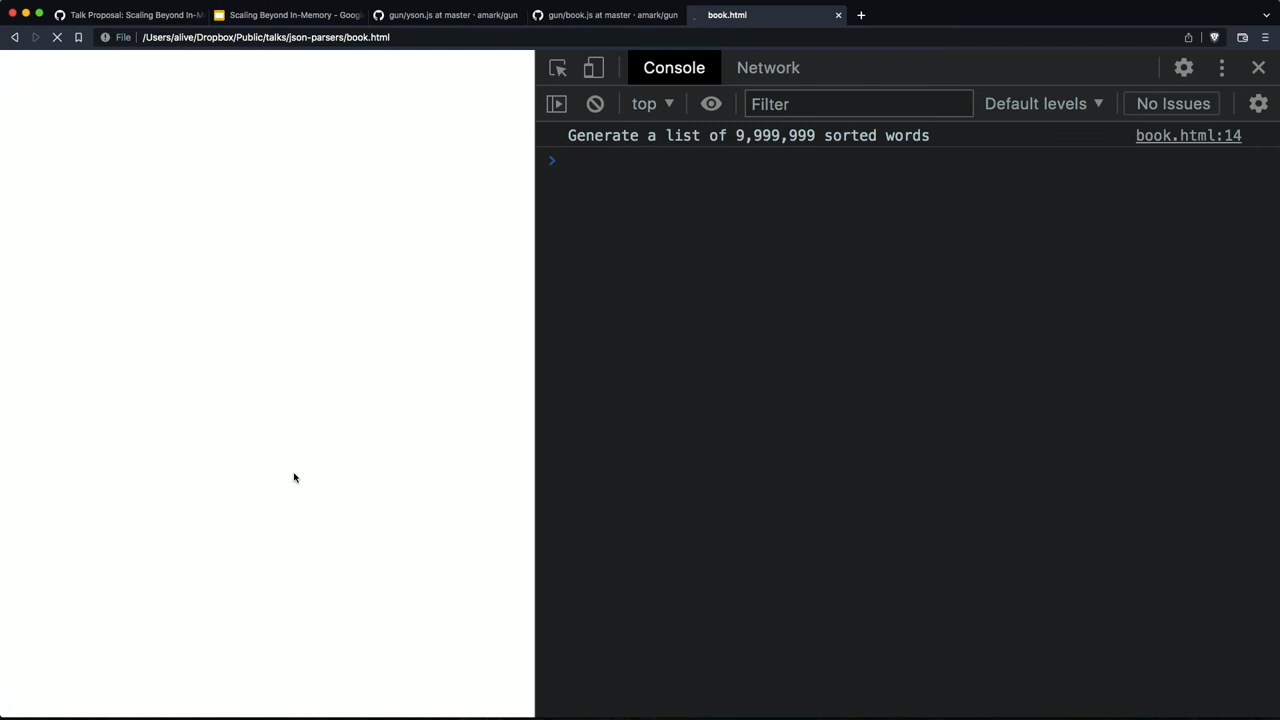 Talk Proposal: Scaling Beyond In-M
Scaling Beyond In-Memory - Googl
gun/yson.js at master · amark/gun
gun/book.js at master · amark/gun
book.html
File
/Users/alive/Dropbox/Public/talks/json-parsers/book.html
Console
Network
top
Filter
Default levels
No Issues
Generate a list of 9,999,999 sorted words
book.html:14